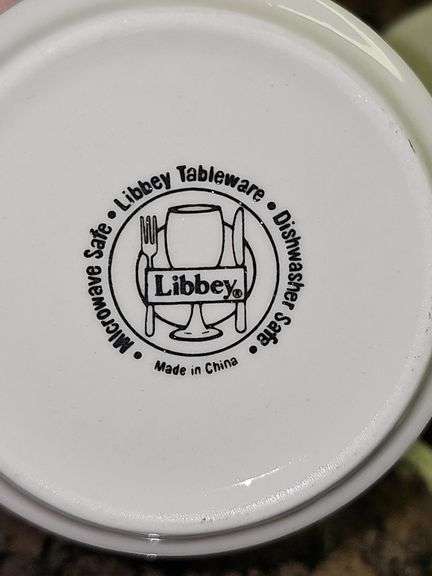 • Microwave Safe • Libbey Tableware • Dishwasher Safe •
Libbey®
Made in China